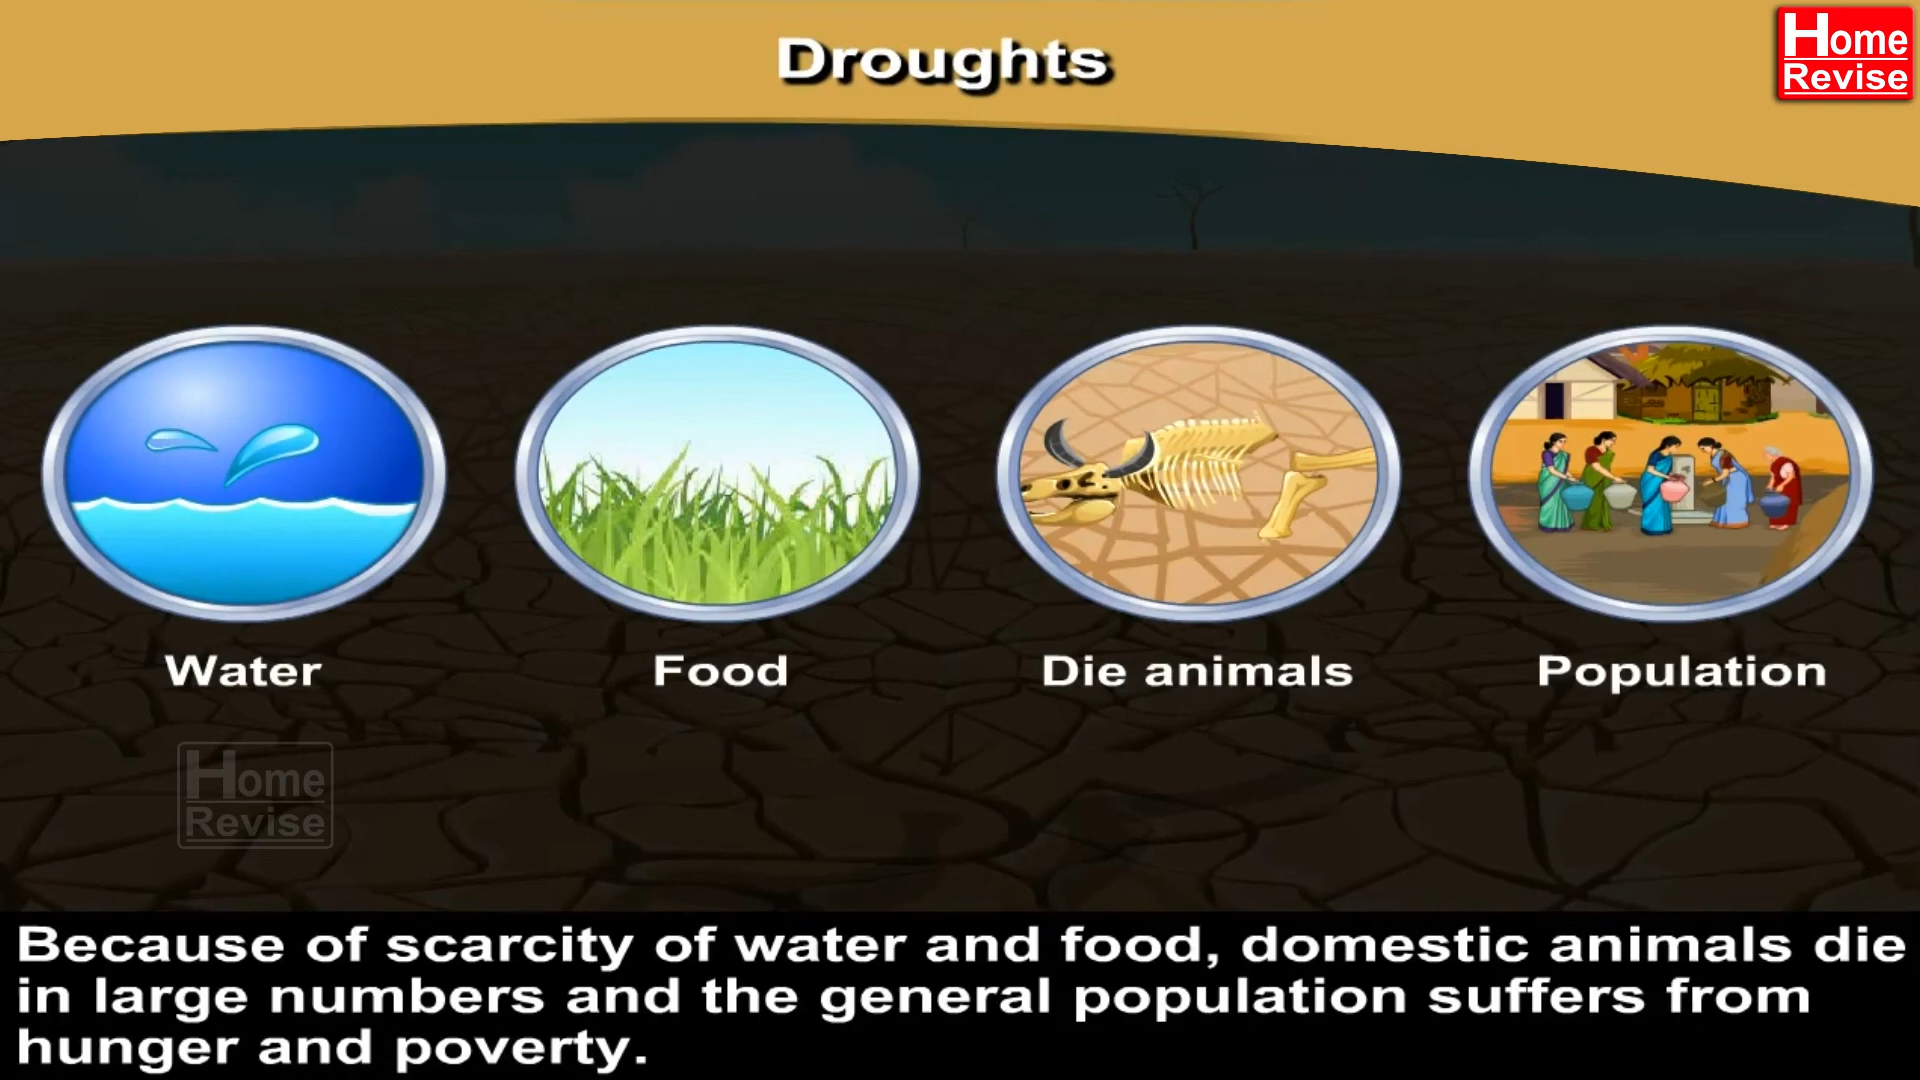 Droughts
Home
Revise
Water
Food
Die animals
Population
Home
Revise
Because of scarcity of water and food, domestic animals die
in large numbers and the general population suffers from
hunger and poverty.